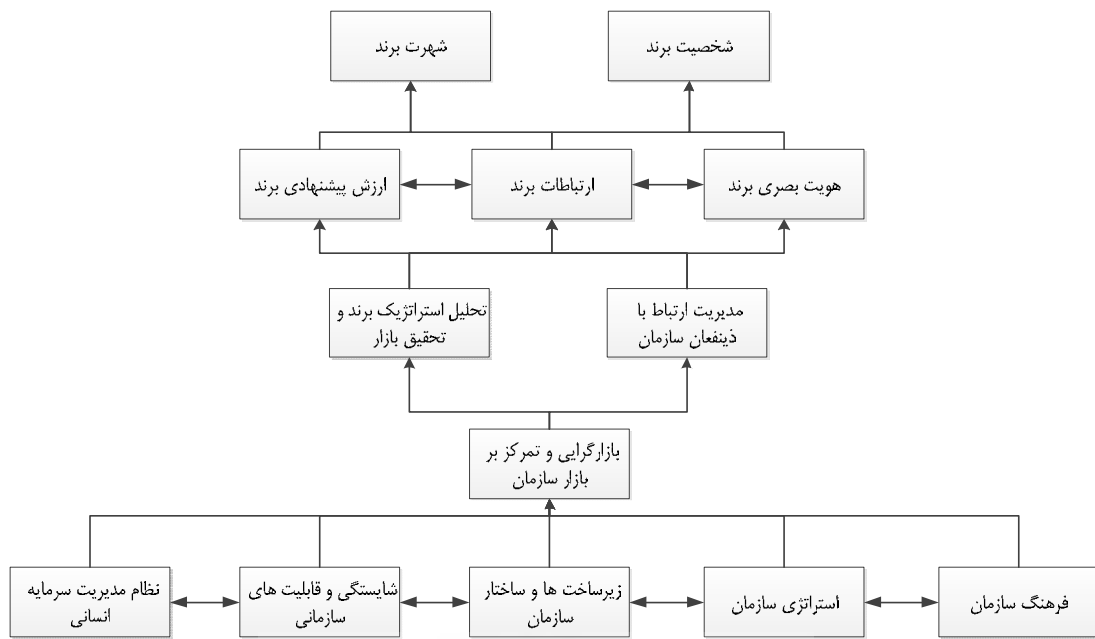 شخصیت برند
شهرت برند
هویت بصری برند
ارتباطات برند
ارزش پیشنهادی برند
مدیریت ارتباط با
ذینفعان سازمان
تحلیل استراتژیک برند و
تحقیق بازار
بازارگرایی و تمرکز بر
بازار سازمان
فرهنگ سازمان
استراتژی سازمان
زیرساخت ها و ساختار
سازمان
شایستگی و قابلیت های
سازمانی
نظام مدیریت سرمایه
انسانی